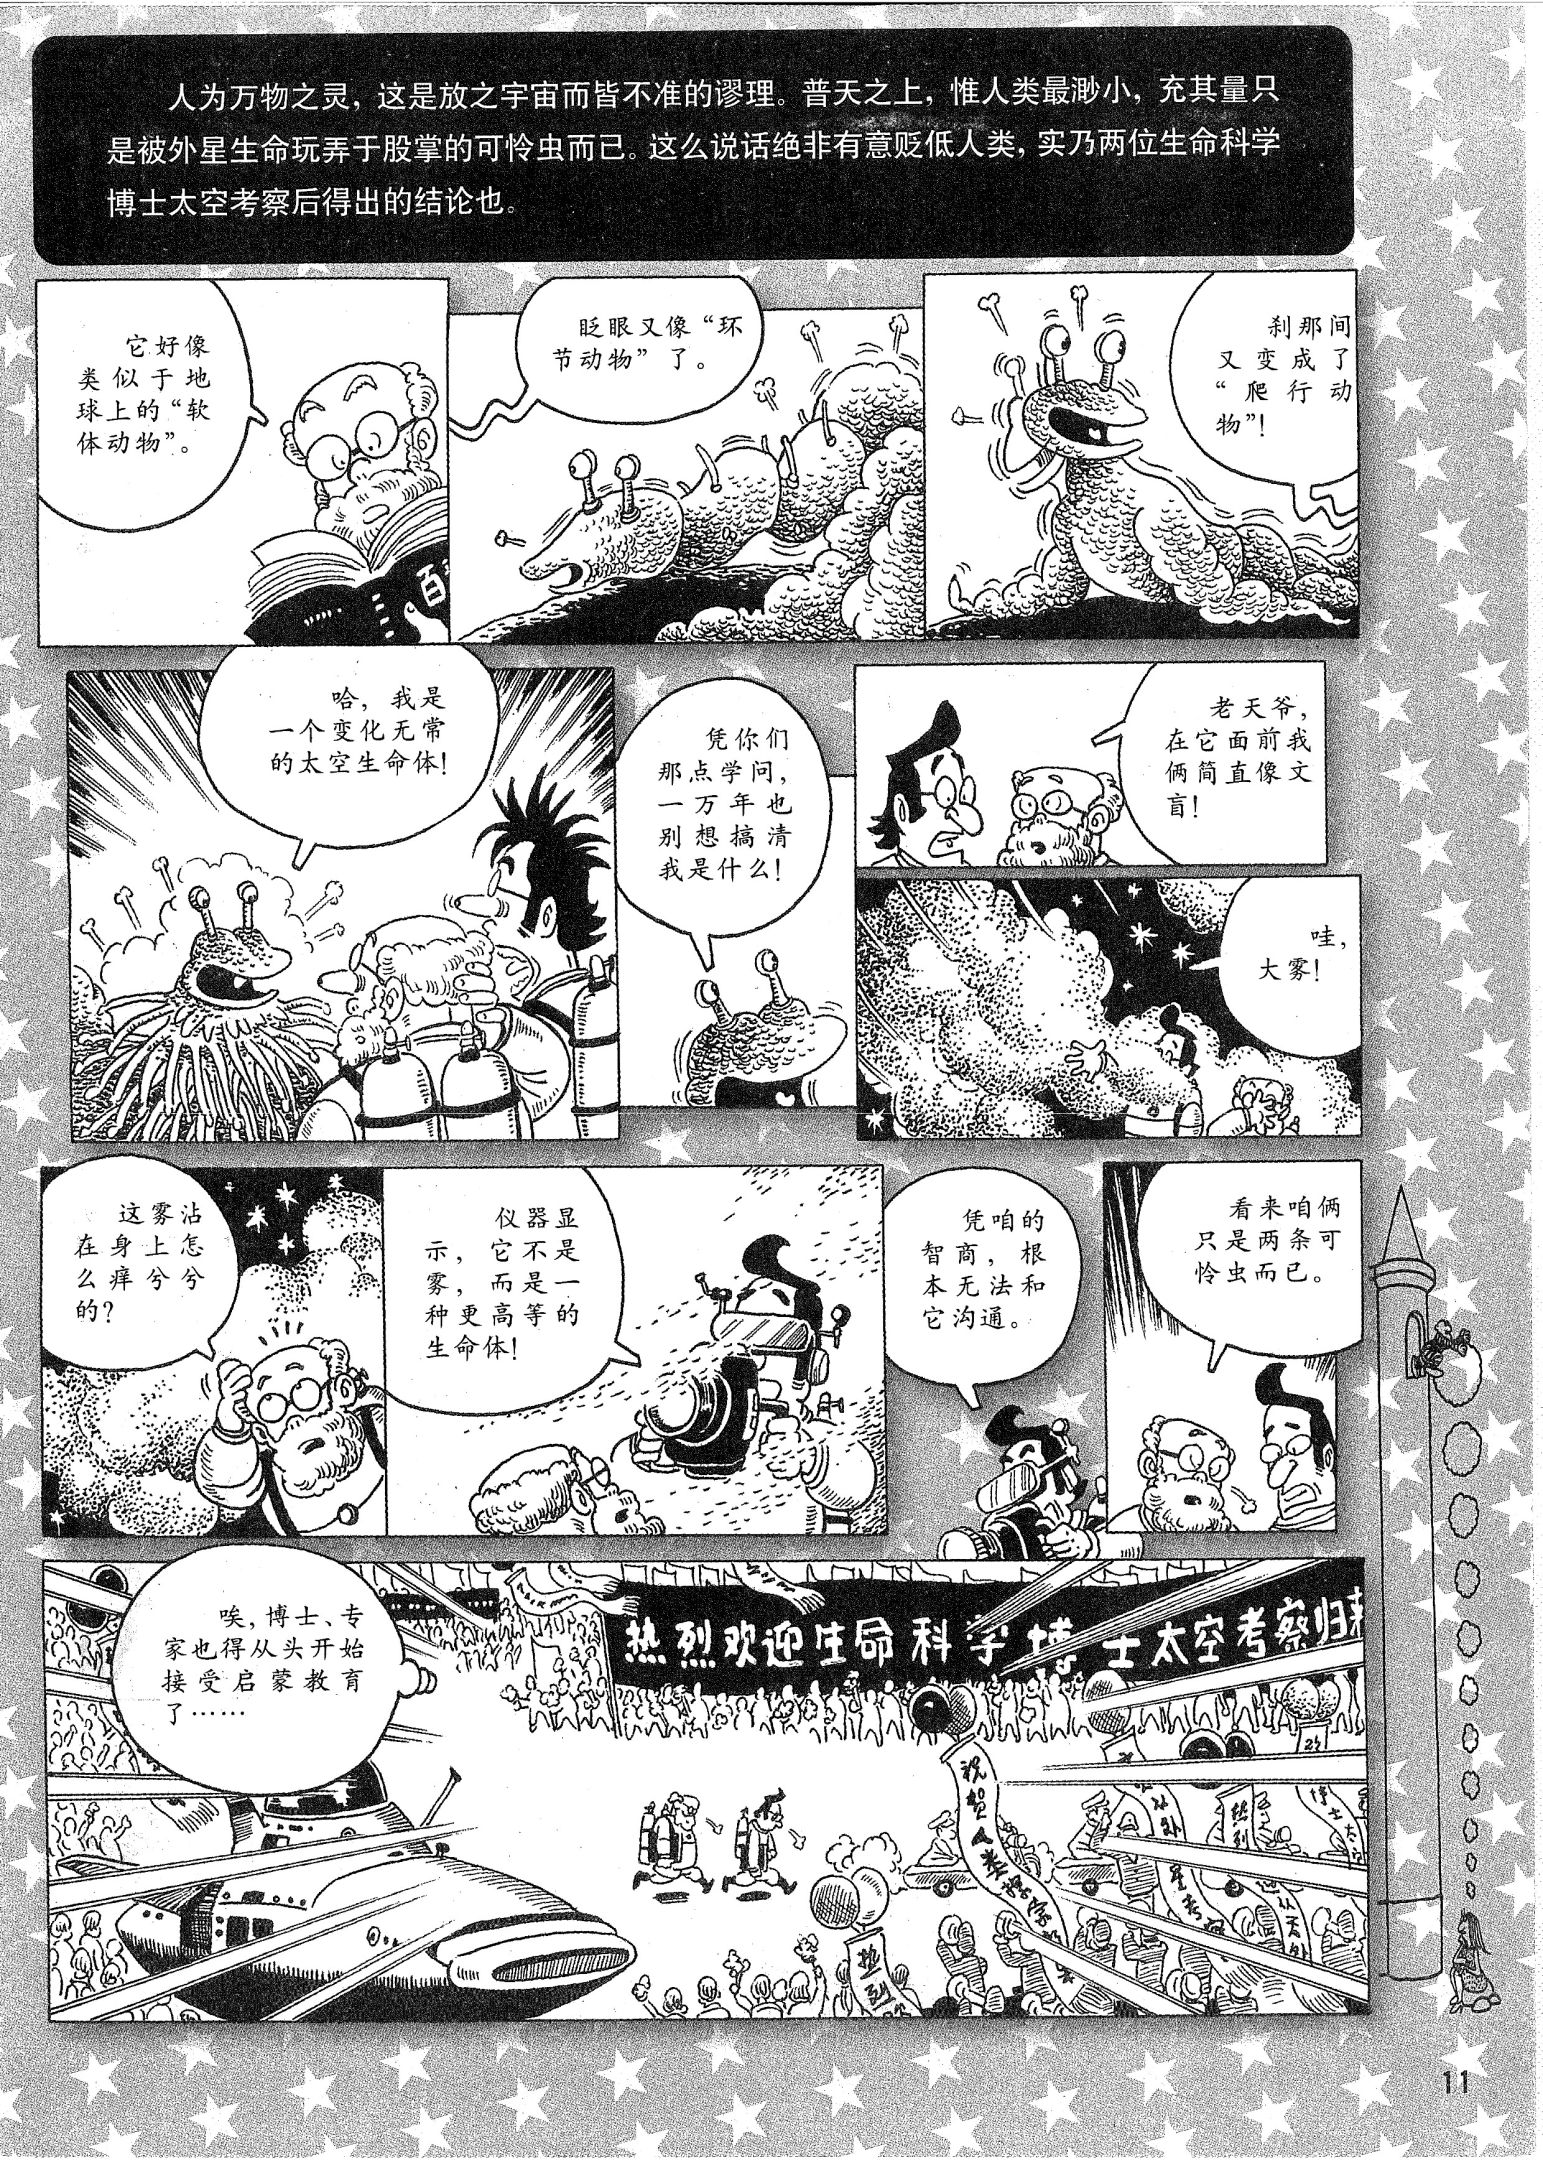 人为万物之灵，这是放之宇宙而皆不准的谬理。普天之上，惟人类最渺小，充其量只
是被外星生命玩弄于股掌的可怜虫而已。这么说话绝非有意贬低人类，实乃两位生命科学
博士太空考察后得出的结论也。
它好像
类似于地
球上的“软
体动物”。
百
眨眼又像“环
节动物”了。
刹那间
又变成了
“爬行动
物”！
哈，我是
一个变化无常
的太空生命体！
凭你们
那点学问，
一万年也
别想搞清
我是什么！
老天爷，
在它面前我
俩简直像文
盲！
哇，
大雾！
这雾沾
在身上怎
么痒兮兮
的？
仪器显
示，它不是
雾，而是一
种更高等的
生命体！
凭咱的
智商，根
本无法和
它沟通。
看来咱俩
只是两条可
怜虫而已。
唉，博士、专
家也得从头开始
接受启蒙教育
了……
热烈欢迎生命科学博士太空考察归来
祝贺人类
热烈
热烈
博士太
11